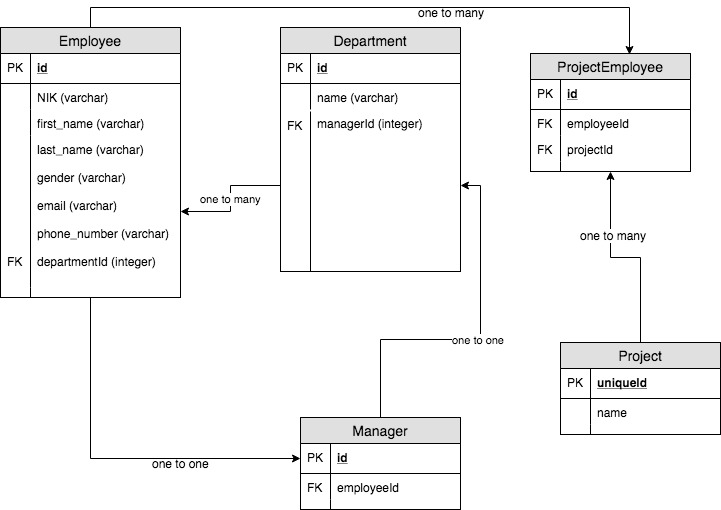 one to many
Employee
PK id
NIK (varchar)
first_name (varchar)
last_name (varchar)
gender (varchar)
email (varchar)
phone_number (varchar)
FK departmentId (integer)
Department
PK id
name (varchar)
FK managerId (integer)
ProjectEmployee
PK id
FK employeeId
FK projectId
one to many
one to many
one to one
Project
PK uniqueId
name
Manager
PK id
FK employeeId
one to one